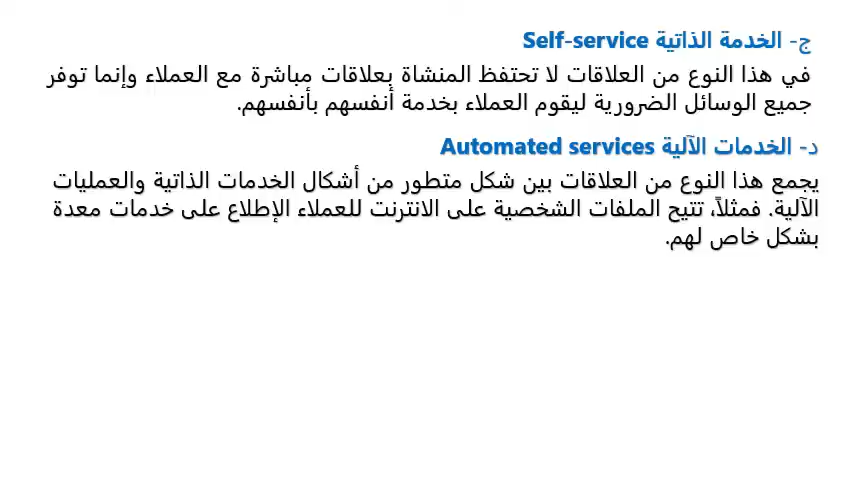 ج- الخدمة الذاتية Self-service
في هذا النوع من العلاقات لا تحتفظ المنشاة بعلاقات مباشرة مع العملاء وإنما توفر
جميع الوسائل الضرورية ليقوم العملاء بخدمة أنفسهم بأنفسهم.
د- الخدمات الآلية Automated services
يجمع هذا النوع من العلاقات بين شكل متطور من أشكال الخدمات الذاتية والعمليات
الآلية. فمثلاً، تتيح الملفات الشخصية على الانترنت للعملاء الإطلاع على خدمات معدة
بشكل خاص لهم.